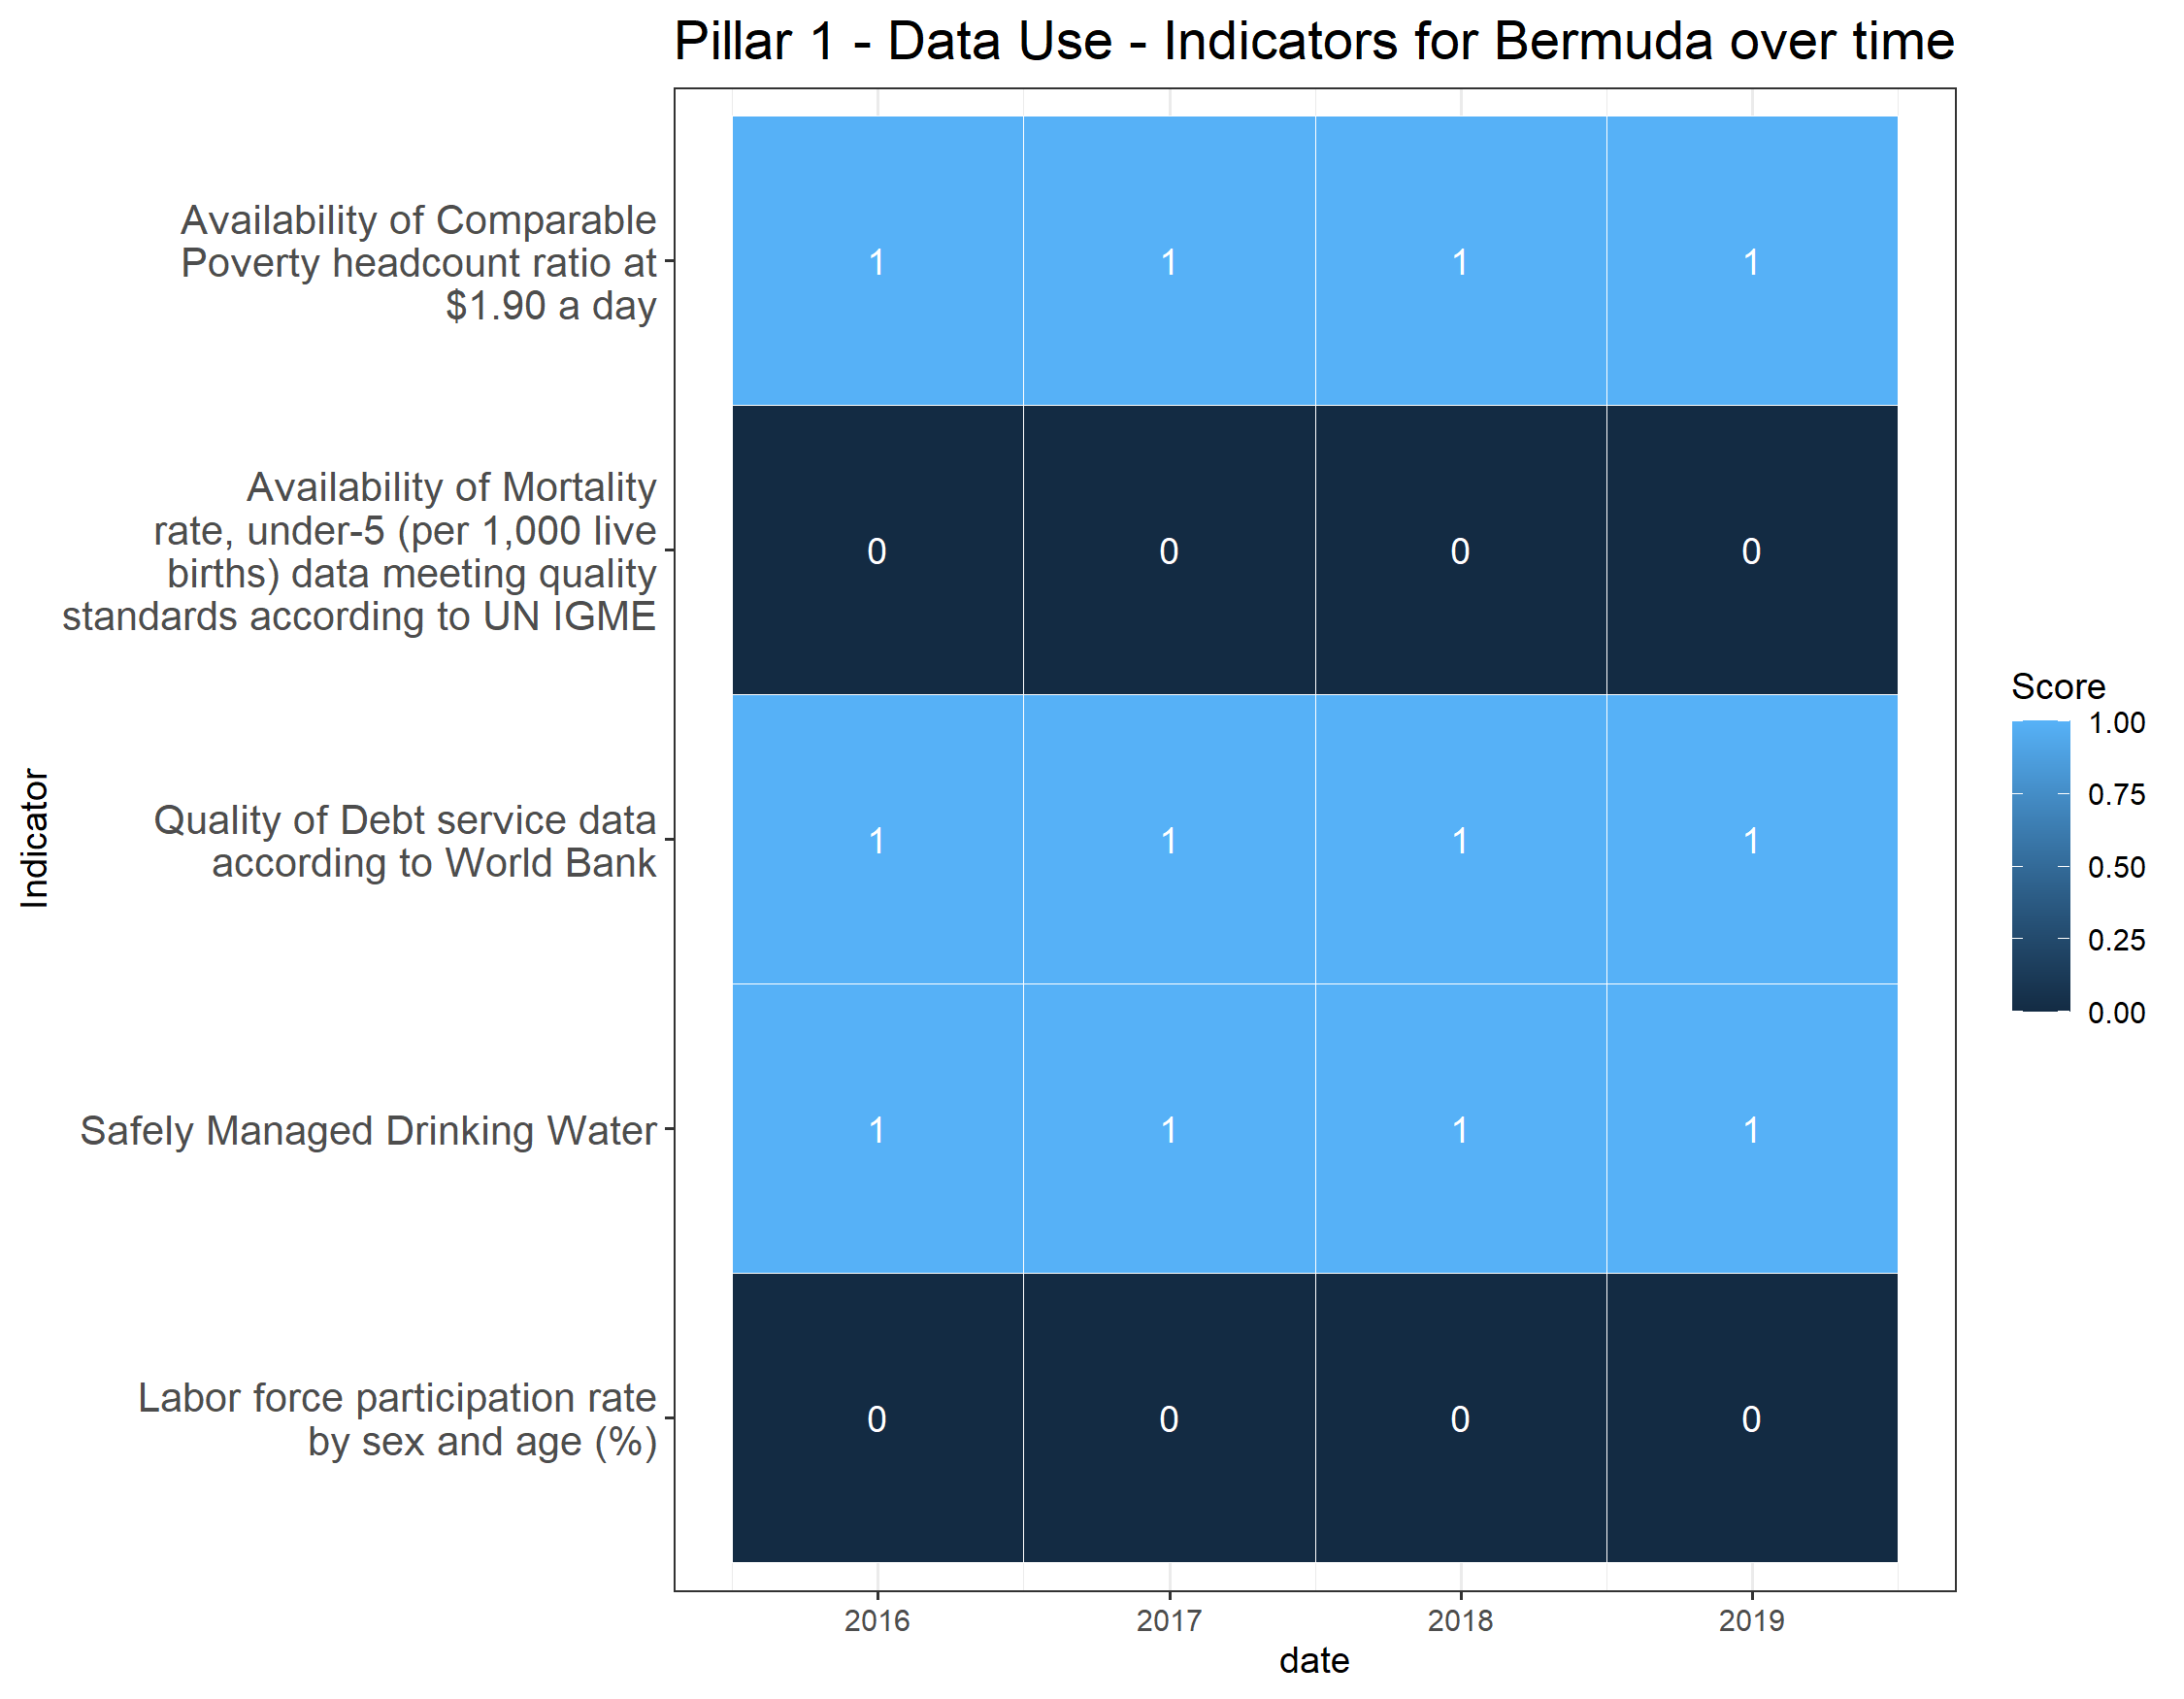 Pillar 1 - Data Use - Indicators for Bermuda over time
Indicator
Availability of Comparable
Poverty headcount ratio at
$1.90 a day
1 1 1 1
Availability of Mortality
rate, under-5 (per 1,000 live
births) data meeting quality
standards according to UN IGME
0 0 0 0
Quality of Debt service data
according to World Bank
1 1 1 1
Safely Managed Drinking Water
1 1 1 1
Labor force participation rate
by sex and age (%)
0 0 0 0
2016 2017 2018 2019
date
Score
1.00
0.75
0.50
0.25
0.00